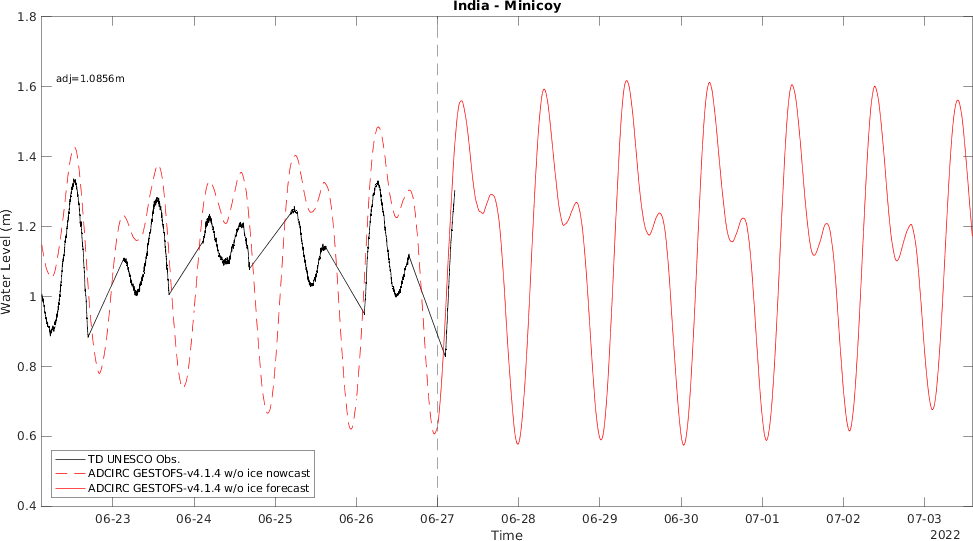 India - Minicoy
1.8
1.6
1.4
1.2
1
0.8
0.6
0.4
Water Level (m)
adj=1.0856m
TD UNESCO Obs.
ADCIRC GESTOFS-v4.1.4 w/o ice nowcast
ADCIRC GESTOFS-v4.1.4 w/o ice forecast
06-23 06-24 06-25 06-26 06-27 06-28 06-29 06-30 07-01 07-02 07-03
Time
2022